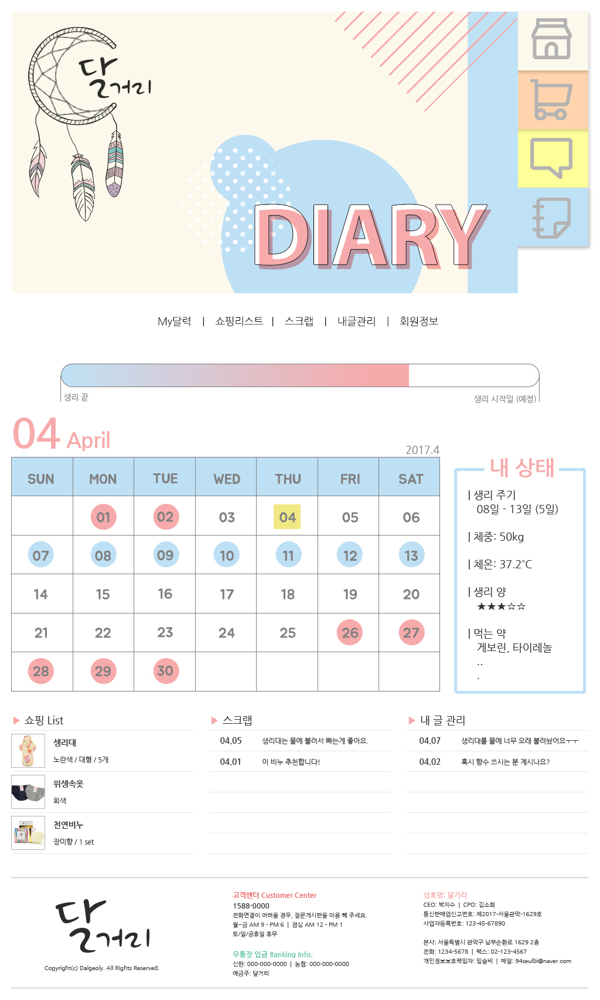 달거리
DIARY
My달력 | 쇼핑리스트 | 스크랩 | 내글관리 | 회원정보
생리 끝
생리 시작일 (예정)
04 April
2017.4
SUN MON TUE WED THU FRI SAT
01 02 03 04 05 06
07 08 09 10 11 12 13
14 15 16 17 18 19 20
21 22 23 24 25 26 27
28 29 30
내 상태
| 생리 주기
08일 - 13일 (5일)
| 체중: 50kg
| 체온: 37.2°C
| 생리 양
★★★☆☆
| 먹는 약
게보린, 타이레놀
..
.
▶ 쇼핑 List
생리대
노란색 / 대형 / 5개
위생속옷
회색
천연비누
장미향 / 1 set
▶ 스크랩
04.05 생리대는 물에 불려서 빠는게 좋아요.
04.01 이 비누 추천합니다!
▶ 내 글 관리
04.07 생리대를 물에 너무 오래 불려놨어요ㅜㅜ
04.02 혹시 향수 쓰시는 분 계시나요?
달거리
Copyright(c) Dalgeoly. All Rights Reserved.
고객센터 Customer Center
1588-0000
전화연결이 어려울 경우, 질문게시판을 이용 해 주세요.
월~금 AM 9 - PM 6 | 점심 AM 12 - PM 1
토/일/공휴일 휴무
무통장 입금 Banking Info.
신한: 000-000-0000 | 농협: 000-000-0000
예금주: 달거리
상호명: 달거리
CEO: 박지수 | CPO: 김소희
통신판매업신고번호: 제2017-서울관악-1629호
사업자등록번호: 123-45-67890
본사: 서울특별시 관악구 남부순환로 1629 2층
전화: 1234-5678 | 팩스: 02-123-4567
개인정보보호책임자: 임슬비 | 메일: 94seulbi@naver.com